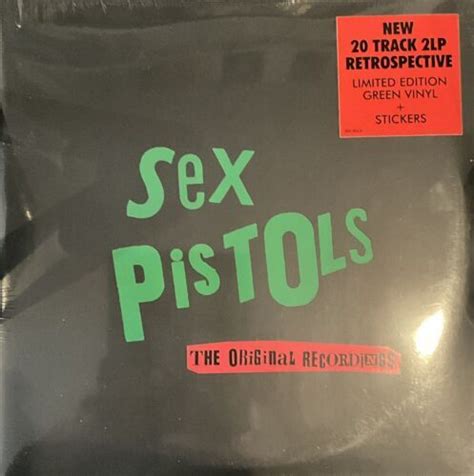 NEW
20 TRACK 2LP
RETROSPECTIVE
LIMITED EDITION
GREEN VINYL
+
STICKERS
Sex
PiSTOLs
THE ORiGiNaL RECORDINGS